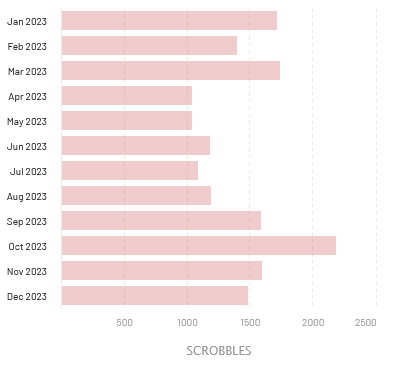 Jan 2023
Feb 2023
Mar 2023
Apr 2023
May 2023
Jun 2023
Jul 2023
Aug 2023
Sep 2023
Oct 2023
Nov 2023
Dec 2023
500 1000 1500 2000 2500
SCROBBLES